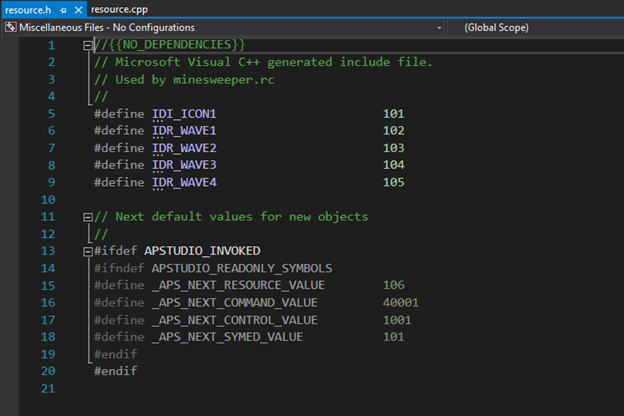 resource.h resource.cpp
Miscellaneous Files - No Configurations (Global Scope)
1 //{{NO_DEPENDENCIES}}
2 // Microsoft Visual C++ generated include file.
3 // Used by minesweeper.rc
4 //
5 #define IDI_ICON1 101
6 #define IDR_WAVE1 102
7 #define IDR_WAVE2 103
8 #define IDR_WAVE3 104
9 #define IDR_WAVE4 105
10
11 // Next default values for new objects
12 //
13 #ifdef APSTUDIO_INVOKED
14 #ifndef APSTUDIO_READONLY_SYMBOLS
15 #define _APS_NEXT_RESOURCE_VALUE 106
16 #define _APS_NEXT_COMMAND_VALUE 40001
17 #define _APS_NEXT_CONTROL_VALUE 1001
18 #define _APS_NEXT_SYMED_VALUE 101
19 #endif
20 #endif
21